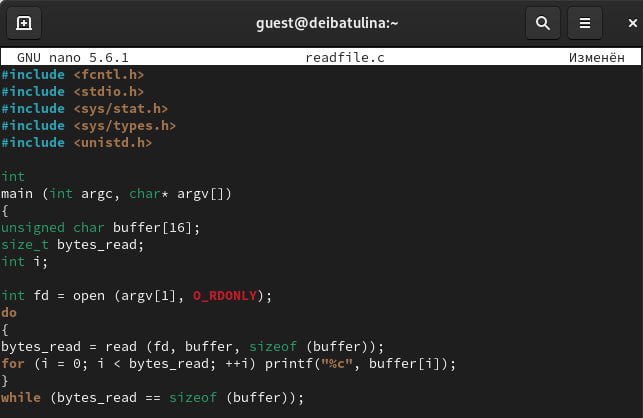 guest@deibatulina:~
GNU nano 5.6.1 readfile.c Изменён
#include <fcntl.h>
#include <stdio.h>
#include <sys/stat.h>
#include <sys/types.h>
#include <unistd.h>
int
main (int argc, char* argv[])
{
unsigned char buffer[16];
size_t bytes_read;
int i;
int fd = open (argv[1], O_RDONLY);
do
{
bytes_read = read (fd, buffer, sizeof (buffer));
for (i = 0; i < bytes_read; ++i) printf("%c", buffer[i]);
}
while (bytes_read == sizeof (buffer));